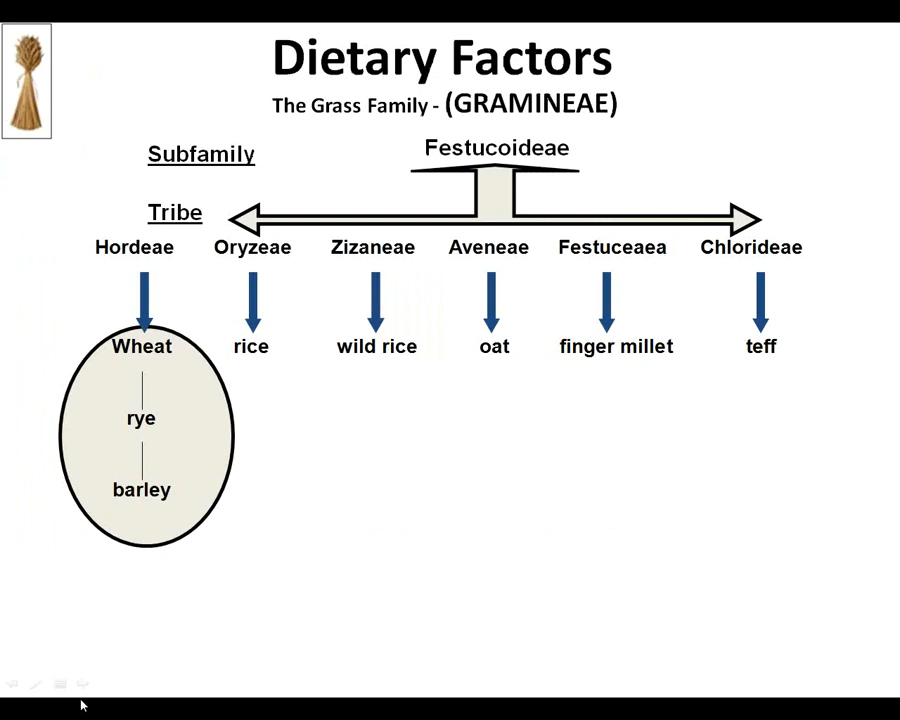 Dietary Factors
The Grass Family - (GRAMINEAE)
Subfamily
Festucoideae
Tribe
Hordeae Oryzeae Zizaneae Aveneae Festuceaea Chlorideae
Wheat rice wild rice oat finger millet teff
rye
barley